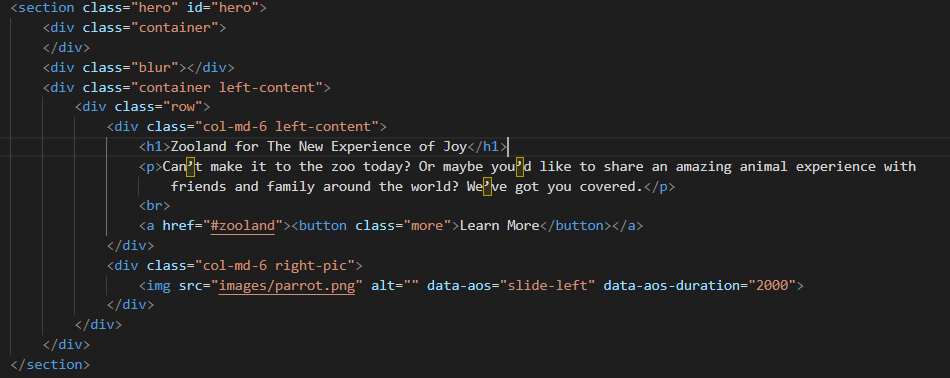 <section class="hero" id="hero">
<div class="container">
</div>
<div class="blur"></div>
<div class="container left-content">
<div class="row">
<div class="col-md-6 left-content">
<h1>Zooland for The New Experience of Joy</h1>
<p>Can’t make it to the zoo today? Or maybe you’d like to share an amazing animal experience with
friends and family around the world? We’ve got you covered.</p>
<br>
<a href="#zooland"><button class="more">Learn More</button></a>
</div>
<div class="col-md-6 right-pic">
<img src="images/parrot.png" alt="" data-aos="slide-left" data-aos-duration="2000">
</div>
</div>
</div>
</section>